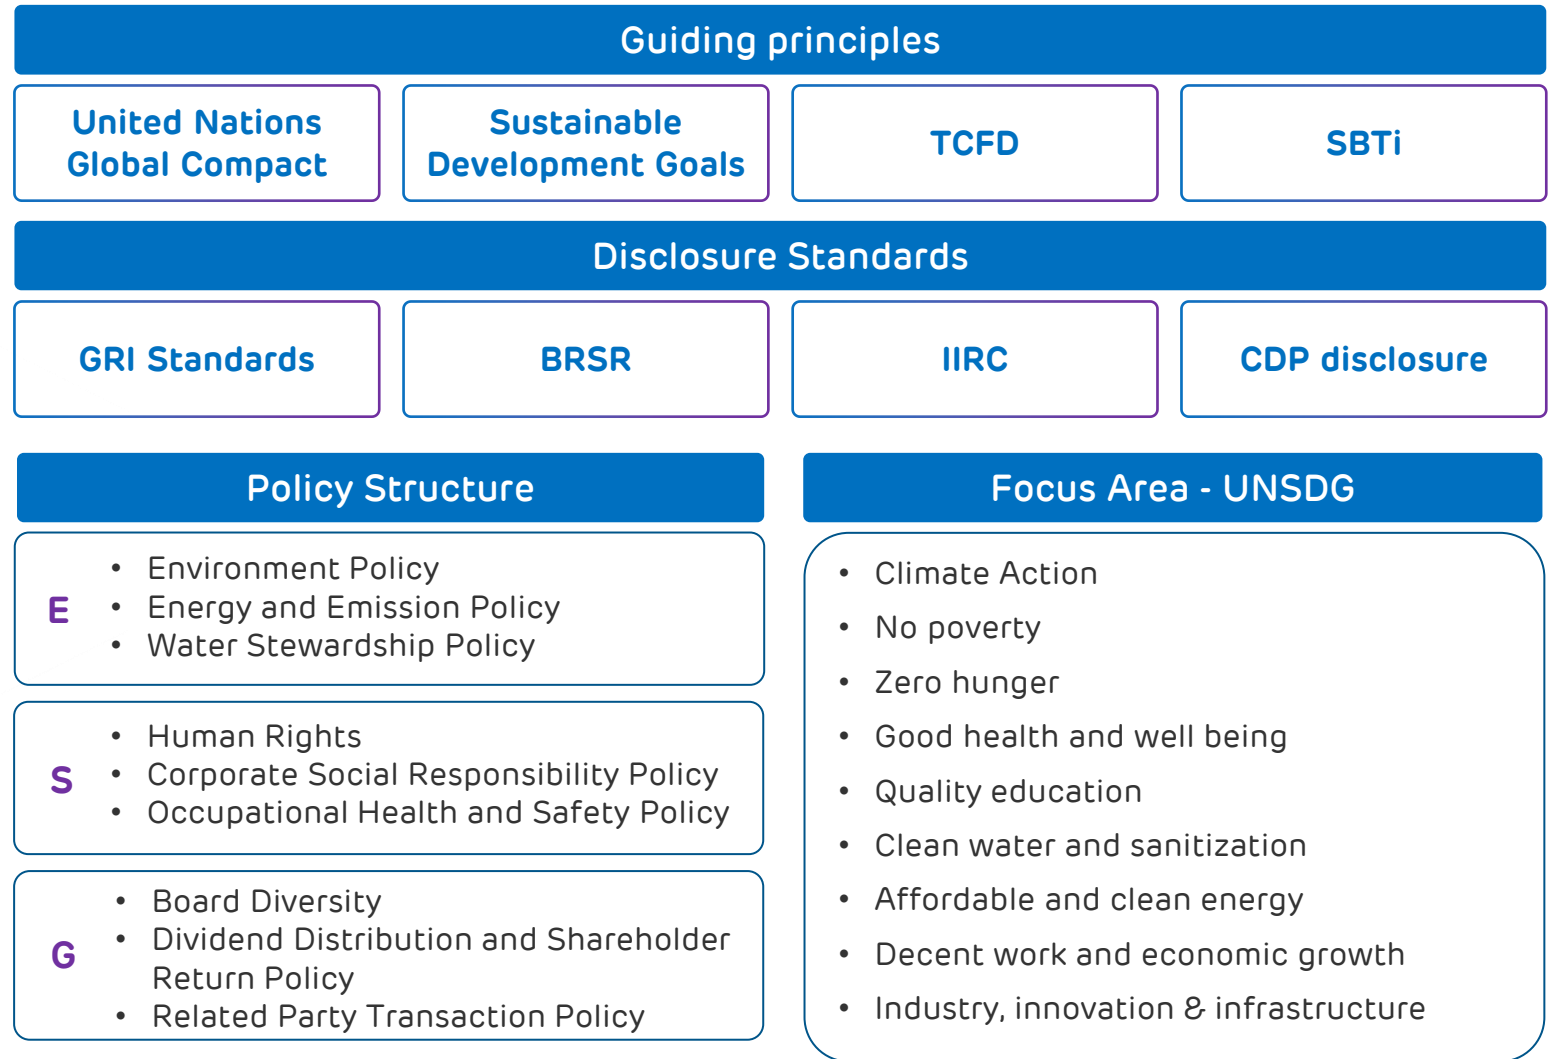 Guiding principles
United Nations
Global Compact
Sustainable
Development Goals
TCFD
SBTi
Disclosure Standards
GRI Standards
BRSR
IIRC
CDP disclosure
Policy Structure
E
• Environment Policy
• Energy and Emission Policy
• Water Stewardship Policy
S
• Human Rights
• Corporate Social Responsibility Policy
• Occupational Health and Safety Policy
G
• Board Diversity
• Dividend Distribution and Shareholder
Return Policy
• Related Party Transaction Policy
Focus Area - UNSDG
• Climate Action
• No poverty
• Zero hunger
• Good health and well being
• Quality education
• Clean water and sanitization
• Affordable and clean energy
• Decent work and economic growth
• Industry, innovation & infrastructure